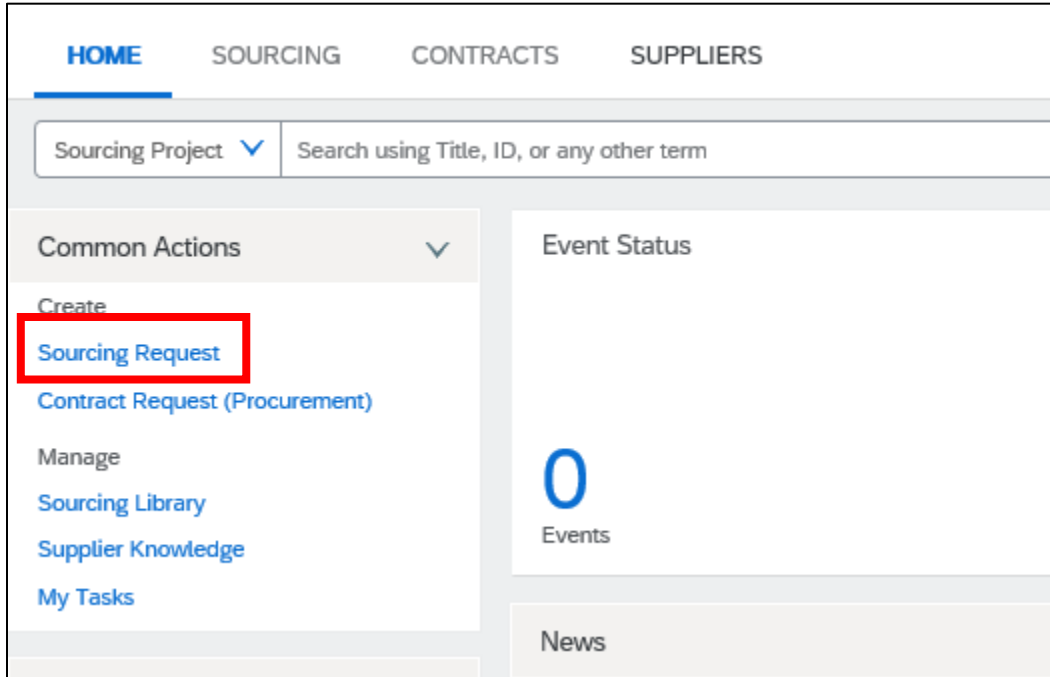 HOME SOURCING CONTRACTS SUPPLIERS
Sourcing Project Search using Title, ID, or any other term
Common Actions
Create
Sourcing Request
Contract Request (Procurement)
Manage
Sourcing Library
Supplier Knowledge
My Tasks
Event Status
0
Events
News